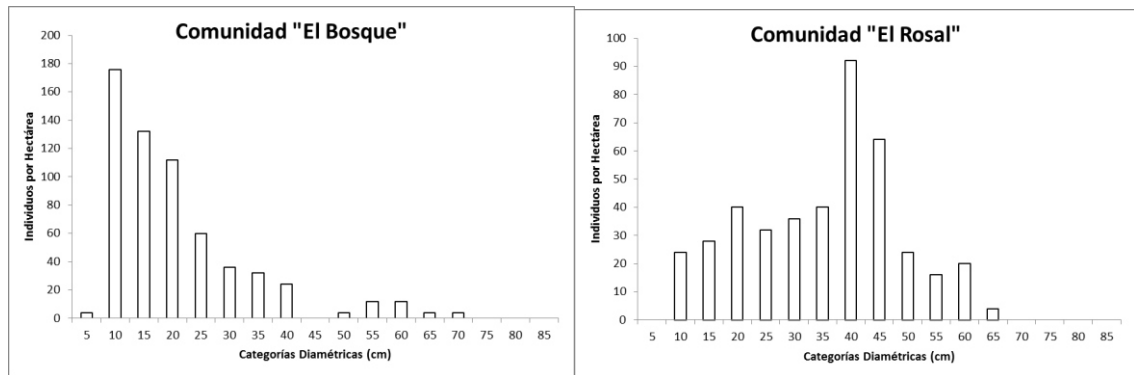 Comunidad "El Bosque"
Individuos por Hectárea
200
180
160
140
120
100
80
60
40
20
0
5 10 15 20 25 30 35 40 45 50 55 60 65 70 75 80 85
Categorías Diamétricas (cm)
Comunidad "El Rosal"
Individuos por Hectárea
100
90
80
70
60
50
40
30
20
10
0
5 10 15 20 25 30 35 40 45 50 55 60 65 70 75 80 85
Categorías Diamétricas (cm)